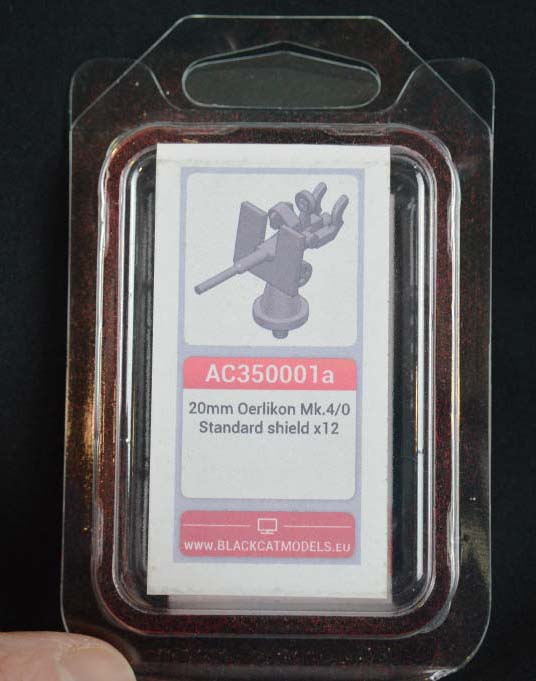 AC350001a
20mm Oerlikon Mk.4/0
Standard shield x12
www.BLACKCATMODELS.EU